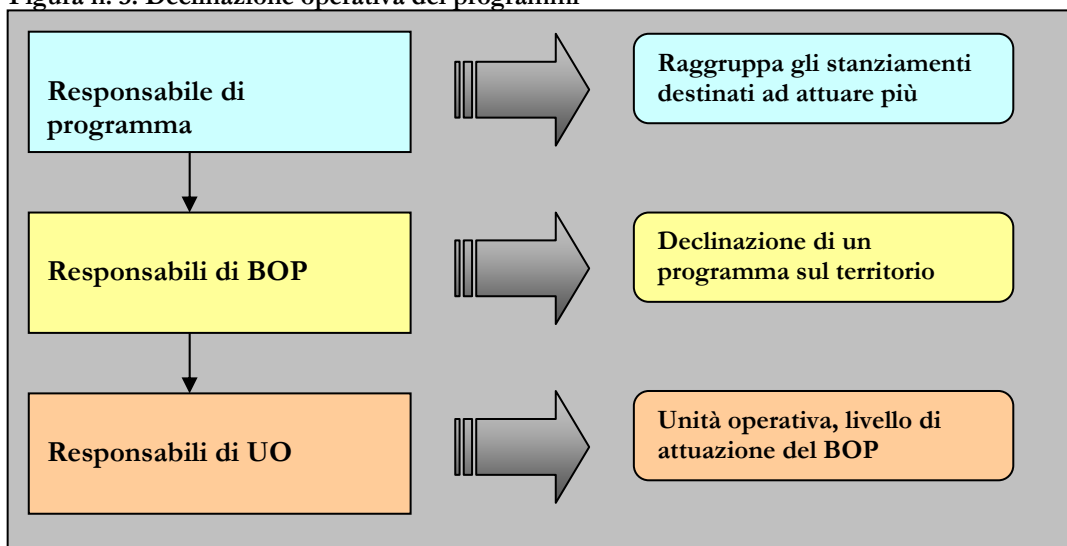 Figura n. 3: Declinazione operativa dei programmi
Responsabile di
programma
Raggruppa gli stanziamenti
destinati ad attuare più
Responsabili di BOP
Declinazione di un
programma sul territorio
Responsabili di UO
Unità operativa, livello di
attuazione del BOP